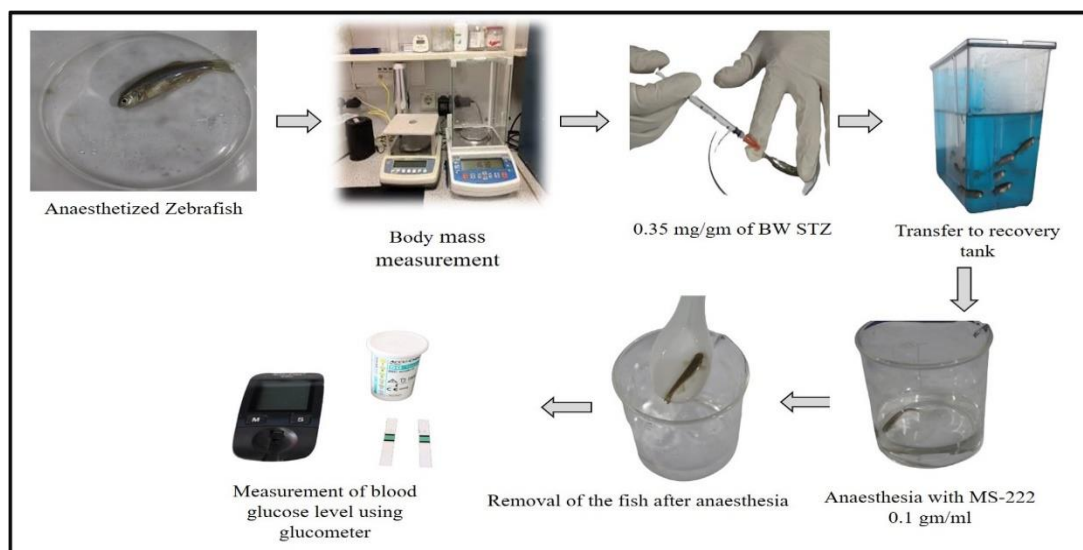 Anaesthetized Zebrafish
Body mass
measurement
0.35 mg/gm of BW STZ
Transfer to recovery
tank
Anaesthesia with MS-222
0.1 gm/ml
Removal of the fish after anaesthesia
Measurement of blood
glucose level using
glucometer
M
S